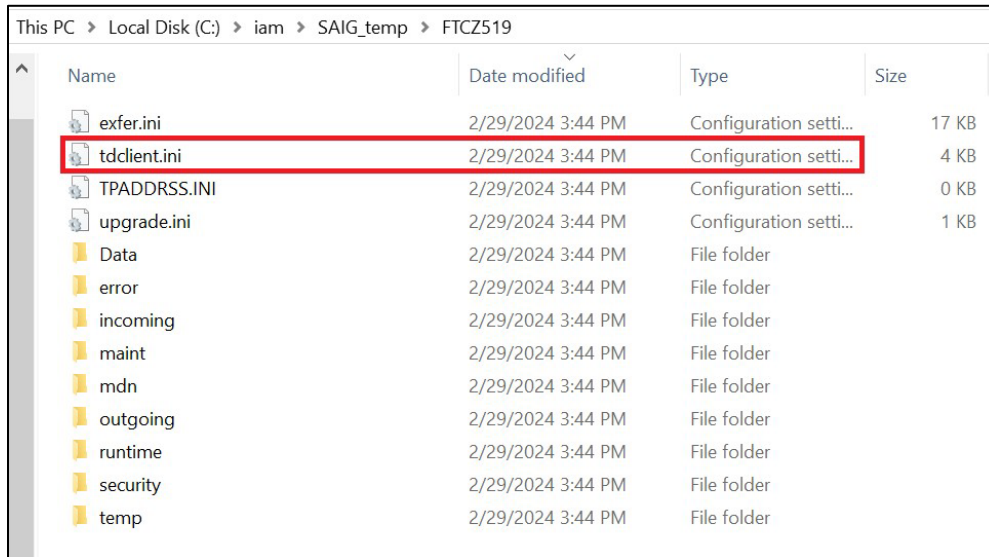 This PC > Local Disk (C:) > iam > SAIG_temp > FTCZ519
Name Date modified Type Size
exfer.ini 2/29/2024 3:44 PM Configuration setti... 17 KB
tdclient.ini 2/29/2024 3:44 PM Configuration setti... 4 KB
TPADDRSS.INI 2/29/2024 3:44 PM Configuration setti... 0 KB
upgrade.ini 2/29/2024 3:44 PM Configuration setti... 1 KB
Data 2/29/2024 3:44 PM File folder
error 2/29/2024 3:44 PM File folder
incoming 2/29/2024 3:44 PM File folder
maint 2/29/2024 3:44 PM File folder
mdn 2/29/2024 3:44 PM File folder
outgoing 2/29/2024 3:44 PM File folder
runtime 2/29/2024 3:44 PM File folder
security 2/29/2024 3:44 PM File folder
temp 2/29/2024 3:44 PM File folder